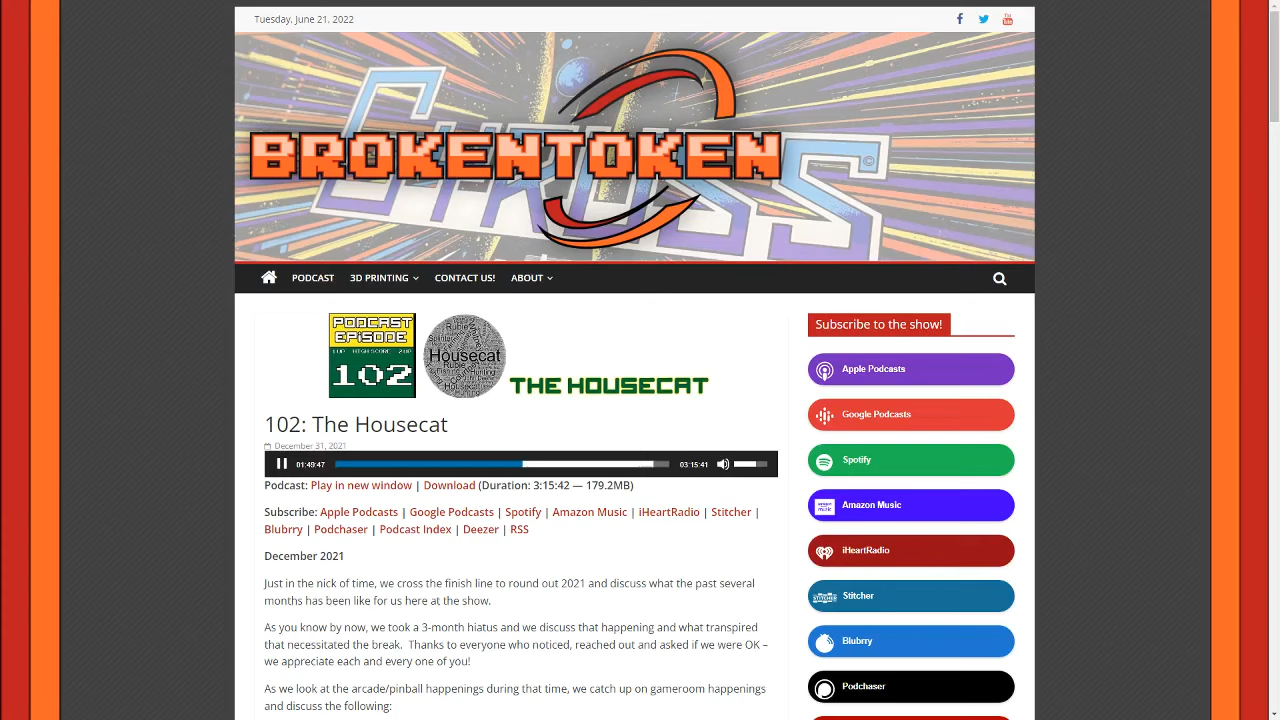 Tuesday, June 21, 2022
BROKENTOKEN
PODCAST 3D PRINTING CONTACT US! ABOUT
PODCAST
EPiSODE
1UP HIGH SCORE 2UP
102
Housecat
THE HOUSECAT
102: The Housecat
December 31, 2021
01:49:47 03:15:41
Podcast: Play in new window | Download (Duration: 3:15:42 — 179.2MB)
Subscribe: Apple Podcasts | Google Podcasts | Spotify | Amazon Music | iHeartRadio | Stitcher |
Blubrry | Podchaser | Podcast Index | Deezer | RSS
December 2021
Just in the nick of time, we cross the finish line to round out 2021 and discuss what the past several
months has been like for us here at the show.
As you know by now, we took a 3-month hiatus and we discuss that happening and what transpired
that necessitated the break. Thanks to everyone who noticed, reached out and asked if we were OK –
we appreciate each and every one of you!
As we look at the arcade/pinball happenings during that time, we catch up on gameroom happenings
and discuss the following:
Subscribe to the show!
Apple Podcasts
Google Podcasts
Spotify
Amazon Music
iHeartRadio
Stitcher
Blubrry
Podchaser